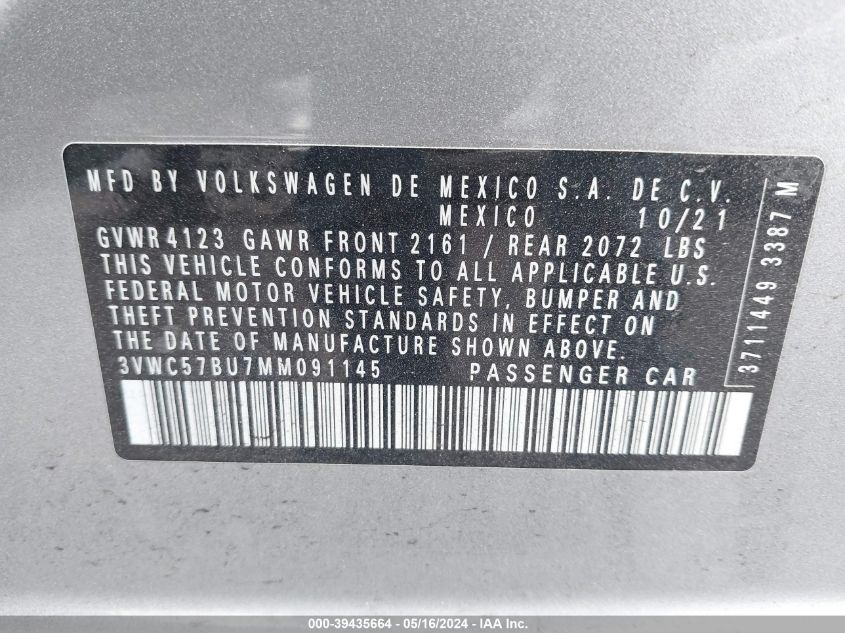 MFD BY VOLKSWAGEN DE MEXICO S.A. DE C.V.
MEXICO 10/21
GVWR 4123 GAWR FRONT 2161 / REAR 2072 LBS
THIS VEHICLE CONFORMS TO ALL APPLICABLE U.S.
FEDERAL MOTOR VEHICLE SAFETY, BUMPER AND
THEFT PREVENTION STANDARDS IN EFFECT ON
THE DATE OF MANUFACTURE SHOWN ABOVE.
3VWC57BU7MM091145 PASSENGER CAR
3711449 3387 M
000-39435664 - 05/16/2024 - IAAI.com